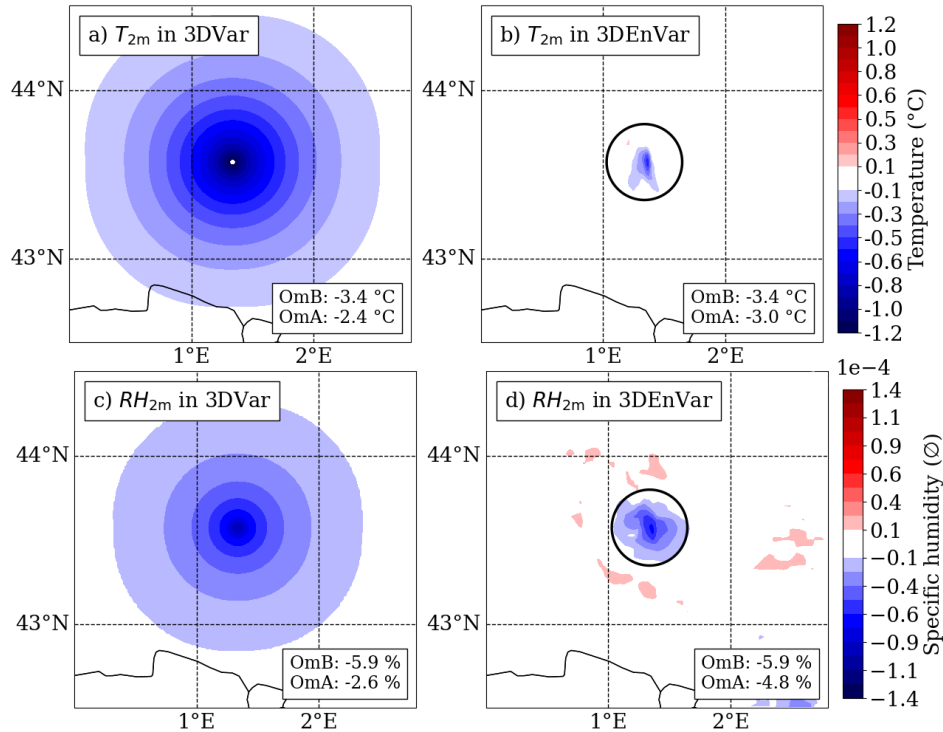 a) T2m in 3DVar
b) T2m in 3DEnVar
44°N
44°N
43°N
43°N
OmB: -3.4 °C
OmA: -2.4 °C
OmB: -3.4 °C
OmA: -3.0 °C
1°E
2°E
1°E
2°E
1.2
1.0
0.8
0.6
0.5
0.3
0.1
-0.1
-0.3
-0.5
-0.6
-0.8
-1.0
-1.2
Temperature (°C)
c) RH2m in 3DVar
d) RH2m in 3DEnVar
44°N
44°N
43°N
43°N
OmB: -5.9 %
OmA: -2.6 %
OmB: -5.9 %
OmA: -4.8 %
1°E
2°E
1°E
2°E
1e−4
1.4
1.1
0.9
0.8
0.6
0.4
0.1
−0.1
−0.4
−0.6
−0.8
−0.9
−1.1
−1.4
Specific humidity (∅)